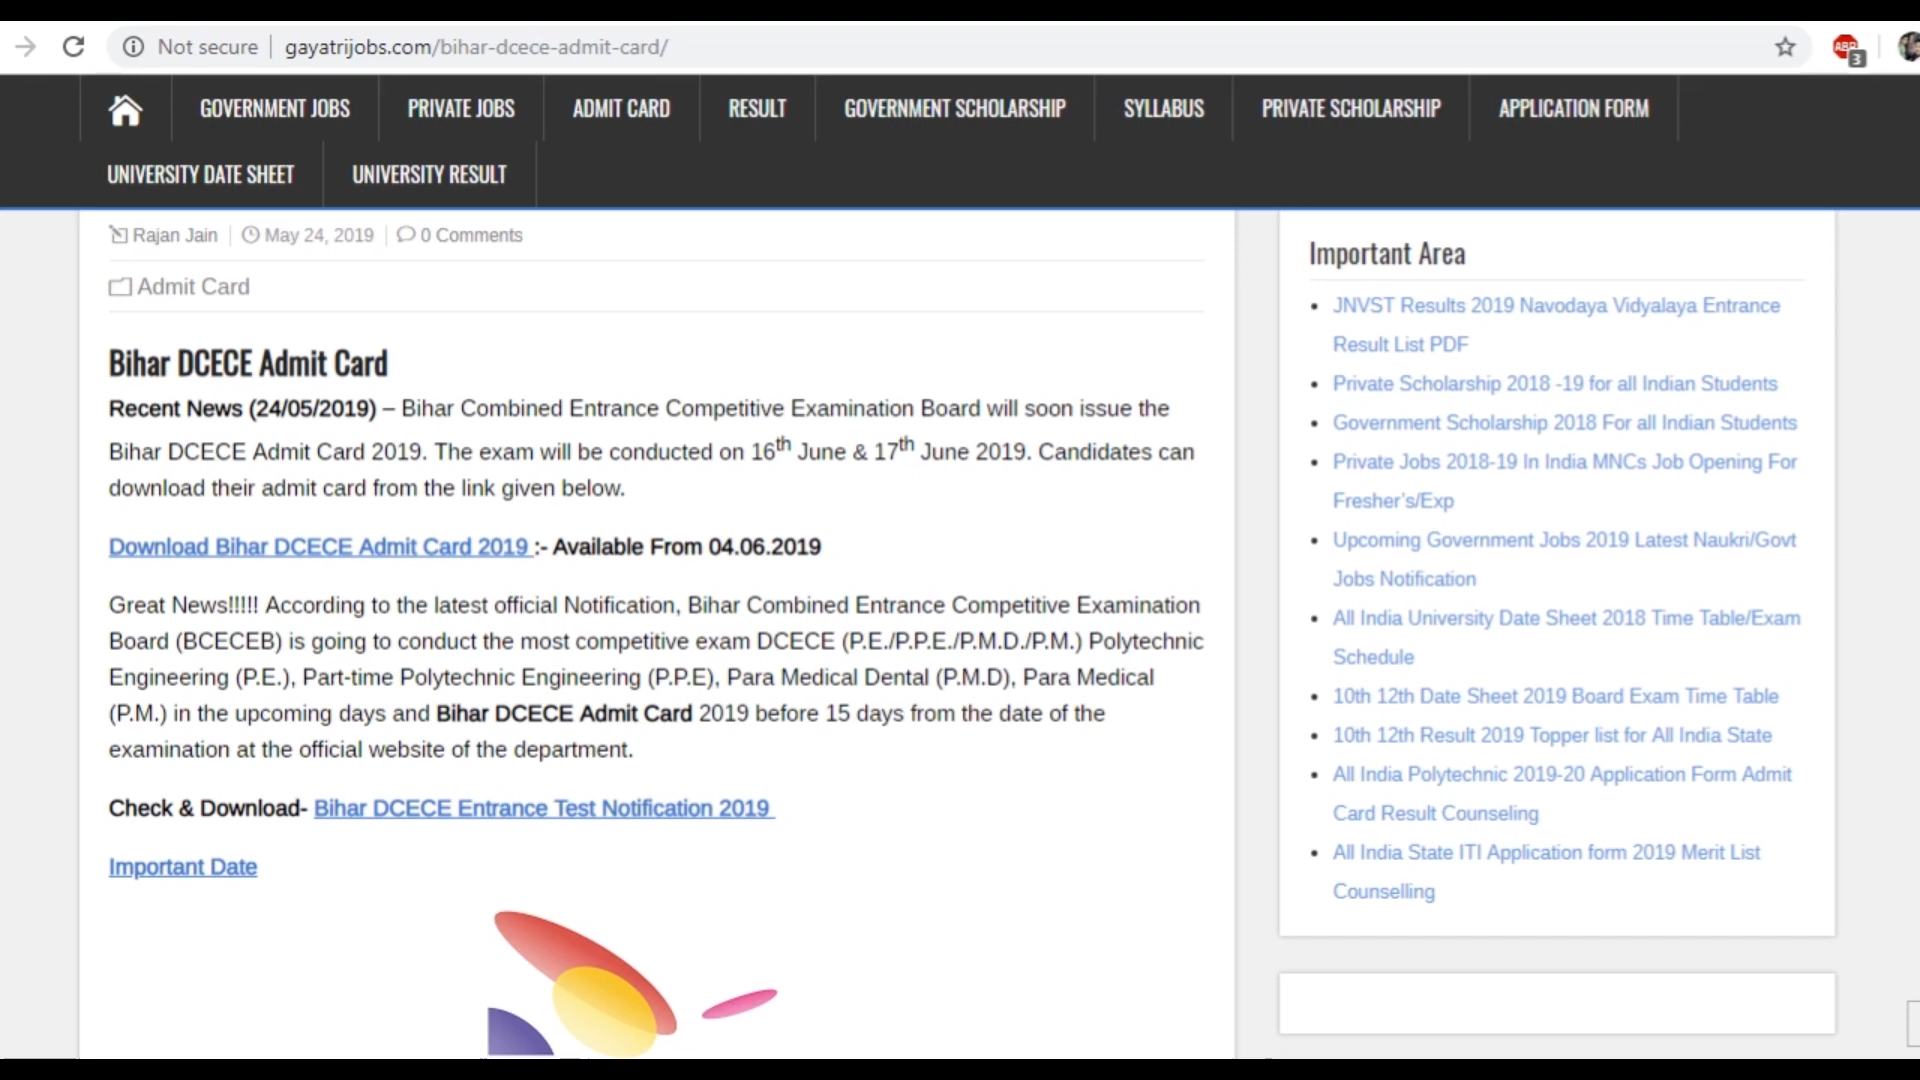 Not secure gayatrijobs.com/bihar-dcece-admit-card/
ABP 3
GOVERNMENT JOBS PRIVATE JOBS ADMIT CARD RESULT GOVERNMENT SCHOLARSHIP SYLLABUS PRIVATE SCHOLARSHIP APPLICATION FORM
UNIVERSITY DATE SHEET UNIVERSITY RESULT
Rajan Jain May 24, 2019 0 Comments
Admit Card
Bihar DCECE Admit Card
Recent News (24/05/2019) – Bihar Combined Entrance Competitive Examination Board will soon issue the
Bihar DCECE Admit Card 2019. The exam will be conducted on 16th June & 17th June 2019. Candidates can
download their admit card from the link given below.
Download Bihar DCECE Admit Card 2019 :- Available From 04.06.2019
Great News!!!!! According to the latest official Notification, Bihar Combined Entrance Competitive Examination
Board (BCECEB) is going to conduct the most competitive exam DCECE (P.E./P.P.E./P.M.D./P.M.) Polytechnic
Engineering (P.E.), Part-time Polytechnic Engineering (P.P.E), Para Medical Dental (P.M.D), Para Medical
(P.M.) in the upcoming days and Bihar DCECE Admit Card 2019 before 15 days from the date of the
examination at the official website of the department.
Check & Download- Bihar DCECE Entrance Test Notification 2019
Important Date
Important Area
JNVST Results 2019 Navodaya Vidyalaya Entrance
Result List PDF
Private Scholarship 2018 -19 for all Indian Students
Government Scholarship 2018 For all Indian Students
Private Jobs 2018-19 In India MNCs Job Opening For
Fresher's/Exp
Upcoming Government Jobs 2019 Latest Naukri/Govt
Jobs Notification
All India University Date Sheet 2018 Time Table/Exam
Schedule
10th 12th Date Sheet 2019 Board Exam Time Table
10th 12th Result 2019 Topper list for All India State
All India Polytechnic 2019-20 Application Form Admit
Card Result Counseling
All India State ITI Application form 2019 Merit List
Counselling